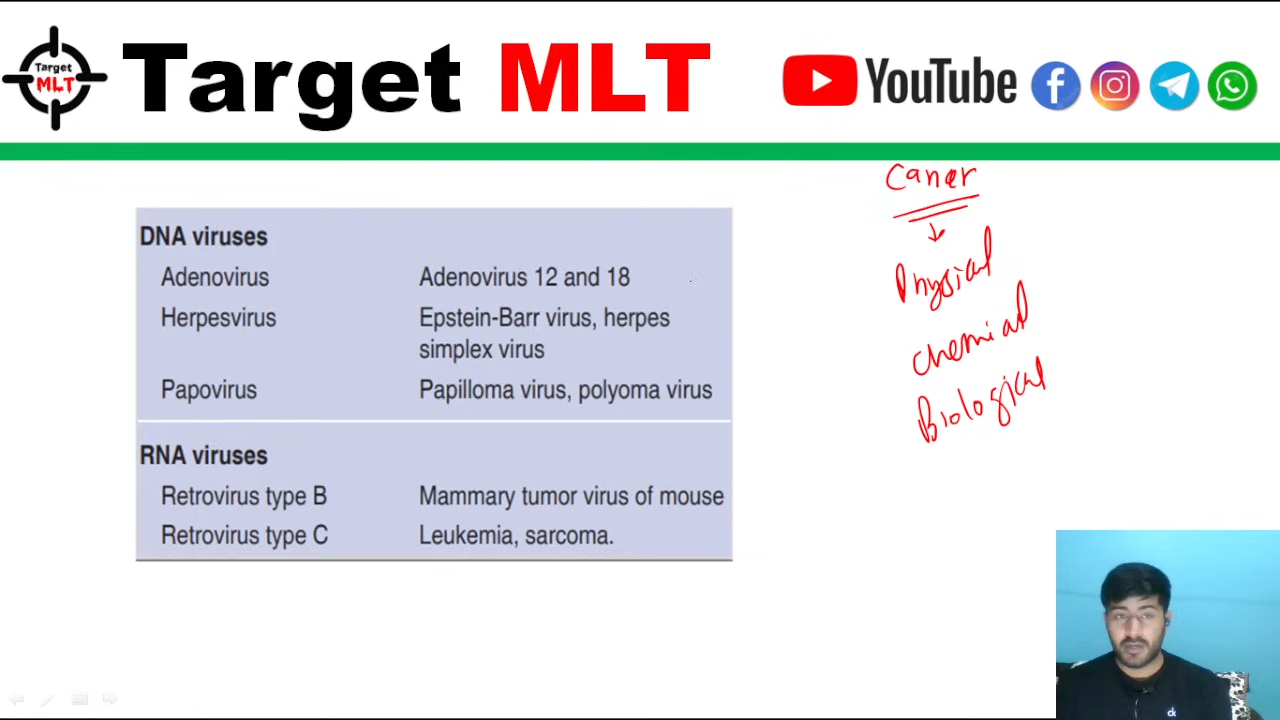 Target MLT
Target MLT
YouTube
Cancer
Physical
chemical
Biological
DNA viruses
Adenovirus Adenovirus 12 and 18
Herpesvirus Epstein-Barr virus, herpes
simplex virus
Papovirus Papilloma virus, polyoma virus
RNA viruses
Retrovirus type B Mammary tumor virus of mouse
Retrovirus type C Leukemia, sarcoma.